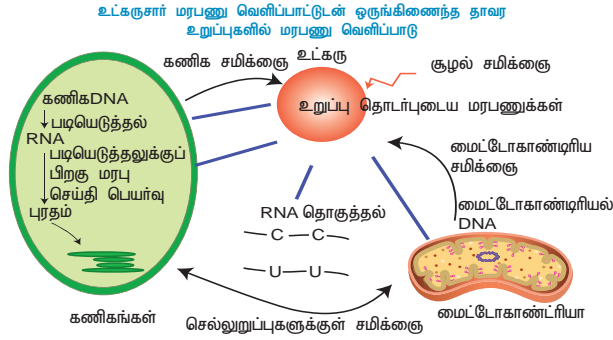 உட்கருசார் மரபணு வெளிப்பாட்டுடன் ஒருங்கிணைந்த தாவர
உறுப்புகளில் மரபணு வெளிப்பாடு
கணிக சமிக்ஞை
உட்கரு
சூழல் சமிக்ஞை
கணிகDNA
படியெடுத்தல்
RNA
படியெடுத்தலுக்குப்
பிறகு மரபு
செய்தி பெயர்வு
புரதம்
உறுப்பு தொடர்புடைய மரபணுக்கள்
மைட்டோகாண்டிரிய
சமிக்ஞை
மைட்டோகாண்டிரியல்
DNA
RNA தொகுத்தல்
C C
U U
கணிகங்கள்
செல்லுறுப்புகளுக்குள் சமிக்ஞை
மைட்டோகாண்ட்ரியா